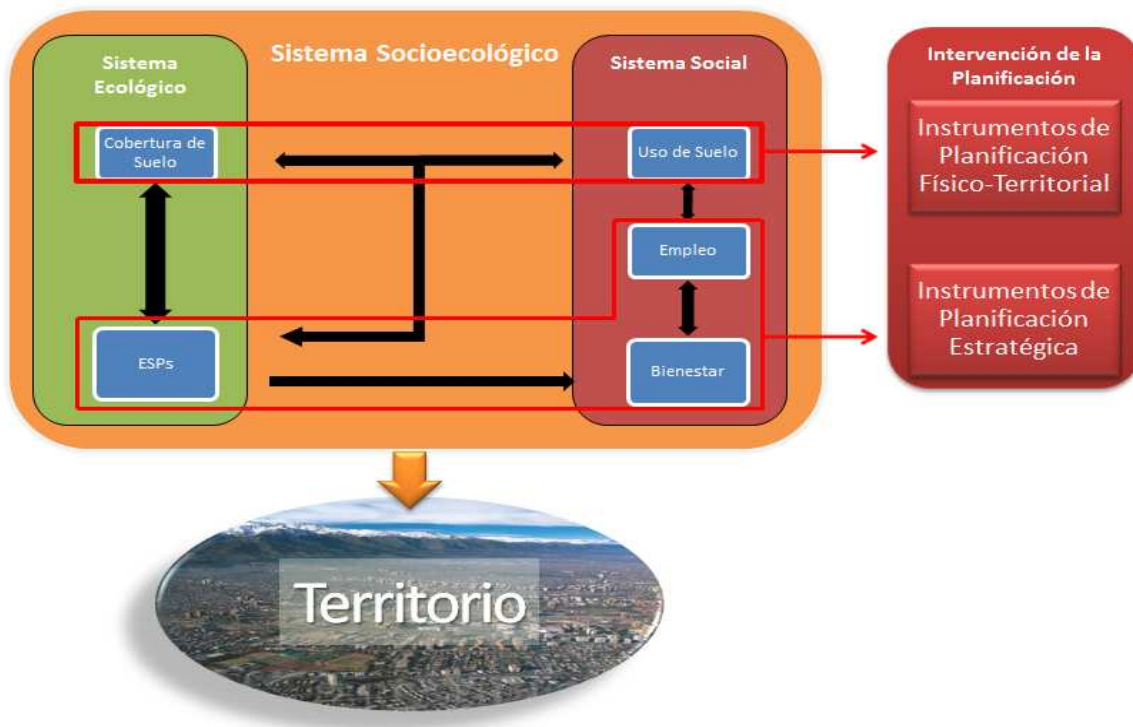 Sistema Socioecológico
Sistema
Ecológico
Cobertura de
Suelo
ESPs
Sistema Social
Uso de Suelo
Empleo
Bienestar
Intervención de la
Planificación
Instrumentos de
Planificación
Físico-Territorial
Instrumentos de
Planificación
Estratégica
Territorio